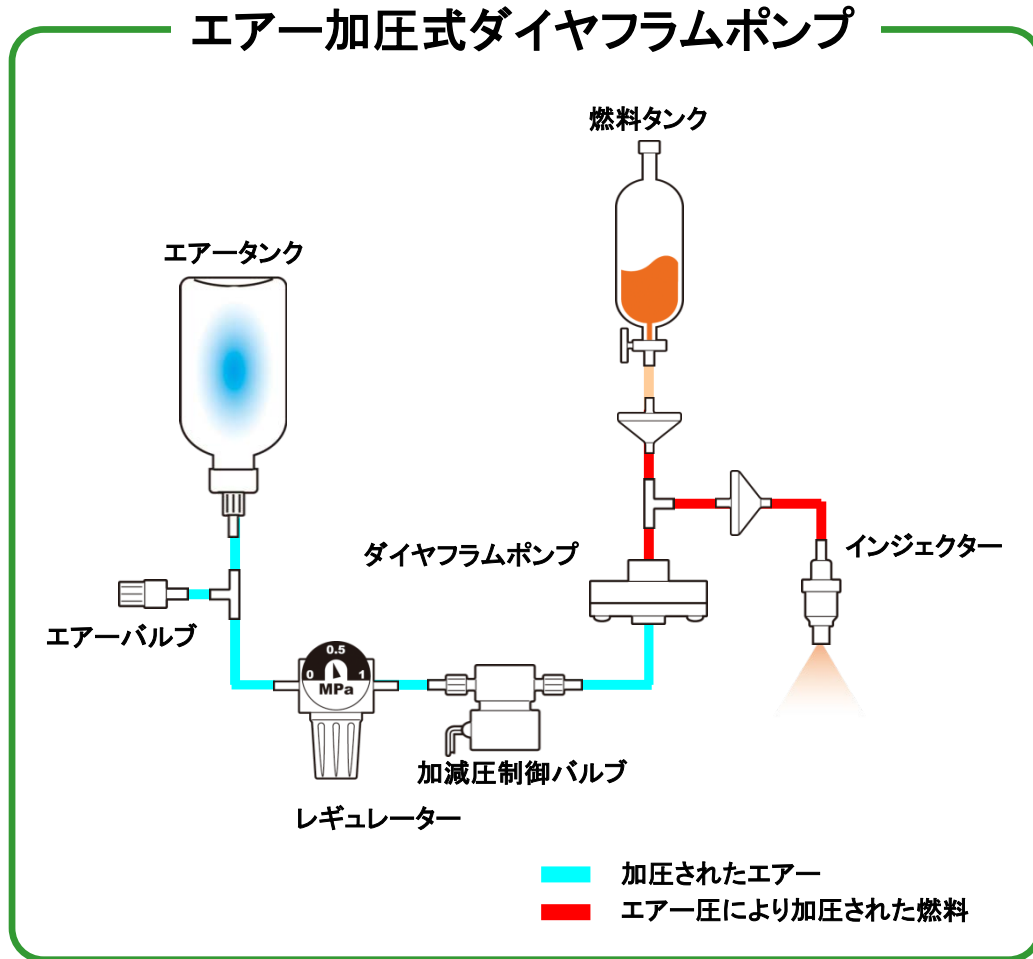 エアー加圧式ダイヤフラムポンプ
燃料タンク
エアータンク
ダイヤフラムポンプ
インジェクター
エアーバルブ
0.5
0 1
MPa
加減圧制御バルブ
レギュレーター
加圧されたエアー
エアー圧により加圧された燃料